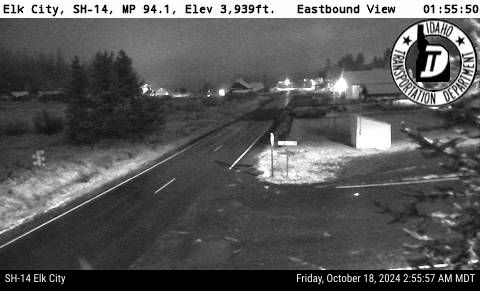 Elk City, SH-14, MP 94.1, Elev 3,939ft. Eastbound View 01:55:50
IDAHO
TRANSPORTATION DEPARTMENT
SH-14 Elk City Friday, October 18, 2024 2:55:57 AM MDT